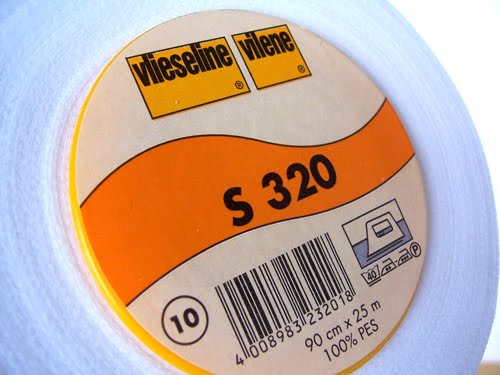 vlieseline ® vilene ®
S 320
10
4 008983 232018
90 cm x 25 m
100% PES
40 P